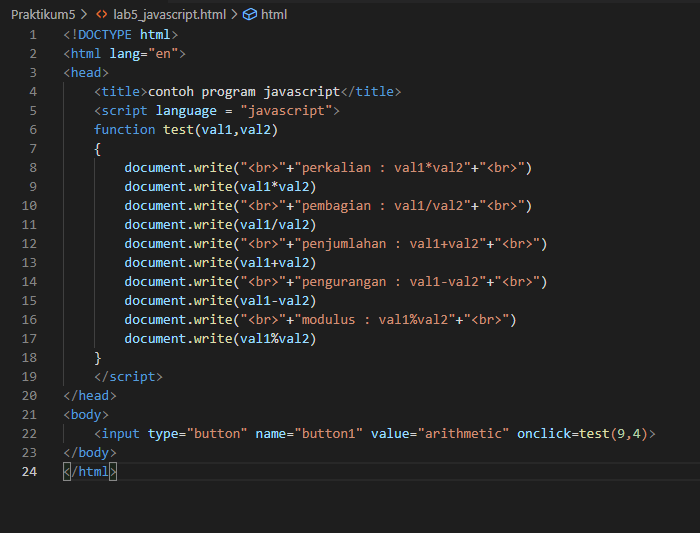 Praktikum5 > <> lab5_javascript.html > html
1 <!DOCTYPE html>
2 <html lang="en">
3 <head>
4 <title>contoh program javascript</title>
5 <script language = "javascript">
6 function test(val1,val2)
7 {
8 document.write("<br>"+"perkalian : val1*val2"+"<br>")
9 document.write(val1*val2)
10 document.write("<br>"+"pembagian : val1/val2"+"<br>")
11 document.write(val1/val2)
12 document.write("<br>"+"penjumlahan : val1+val2"+"<br>")
13 document.write(val1+val2)
14 document.write("<br>"+"pengurangan : val1-val2"+"<br>")
15 document.write(val1-val2)
16 document.write("<br>"+"modulus : val1%val2"+"<br>")
17 document.write(val1%val2)
18 }
19 </script>
20 </head>
21 <body>
22 <input type="button" name="button1" value="arithmetic" onclick=test(9,4)>
23 </body>
24 </html>